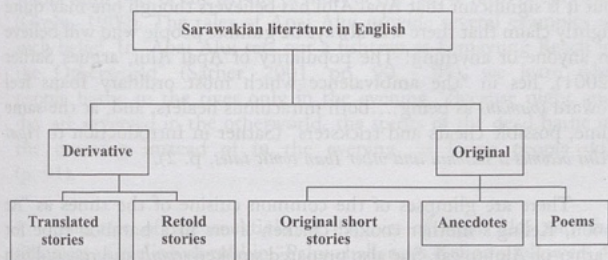 Sarawakian literature in English
Derivative
Original
Translated
stories
Retold
stories
Original short
stories
Anecdotes
Poems